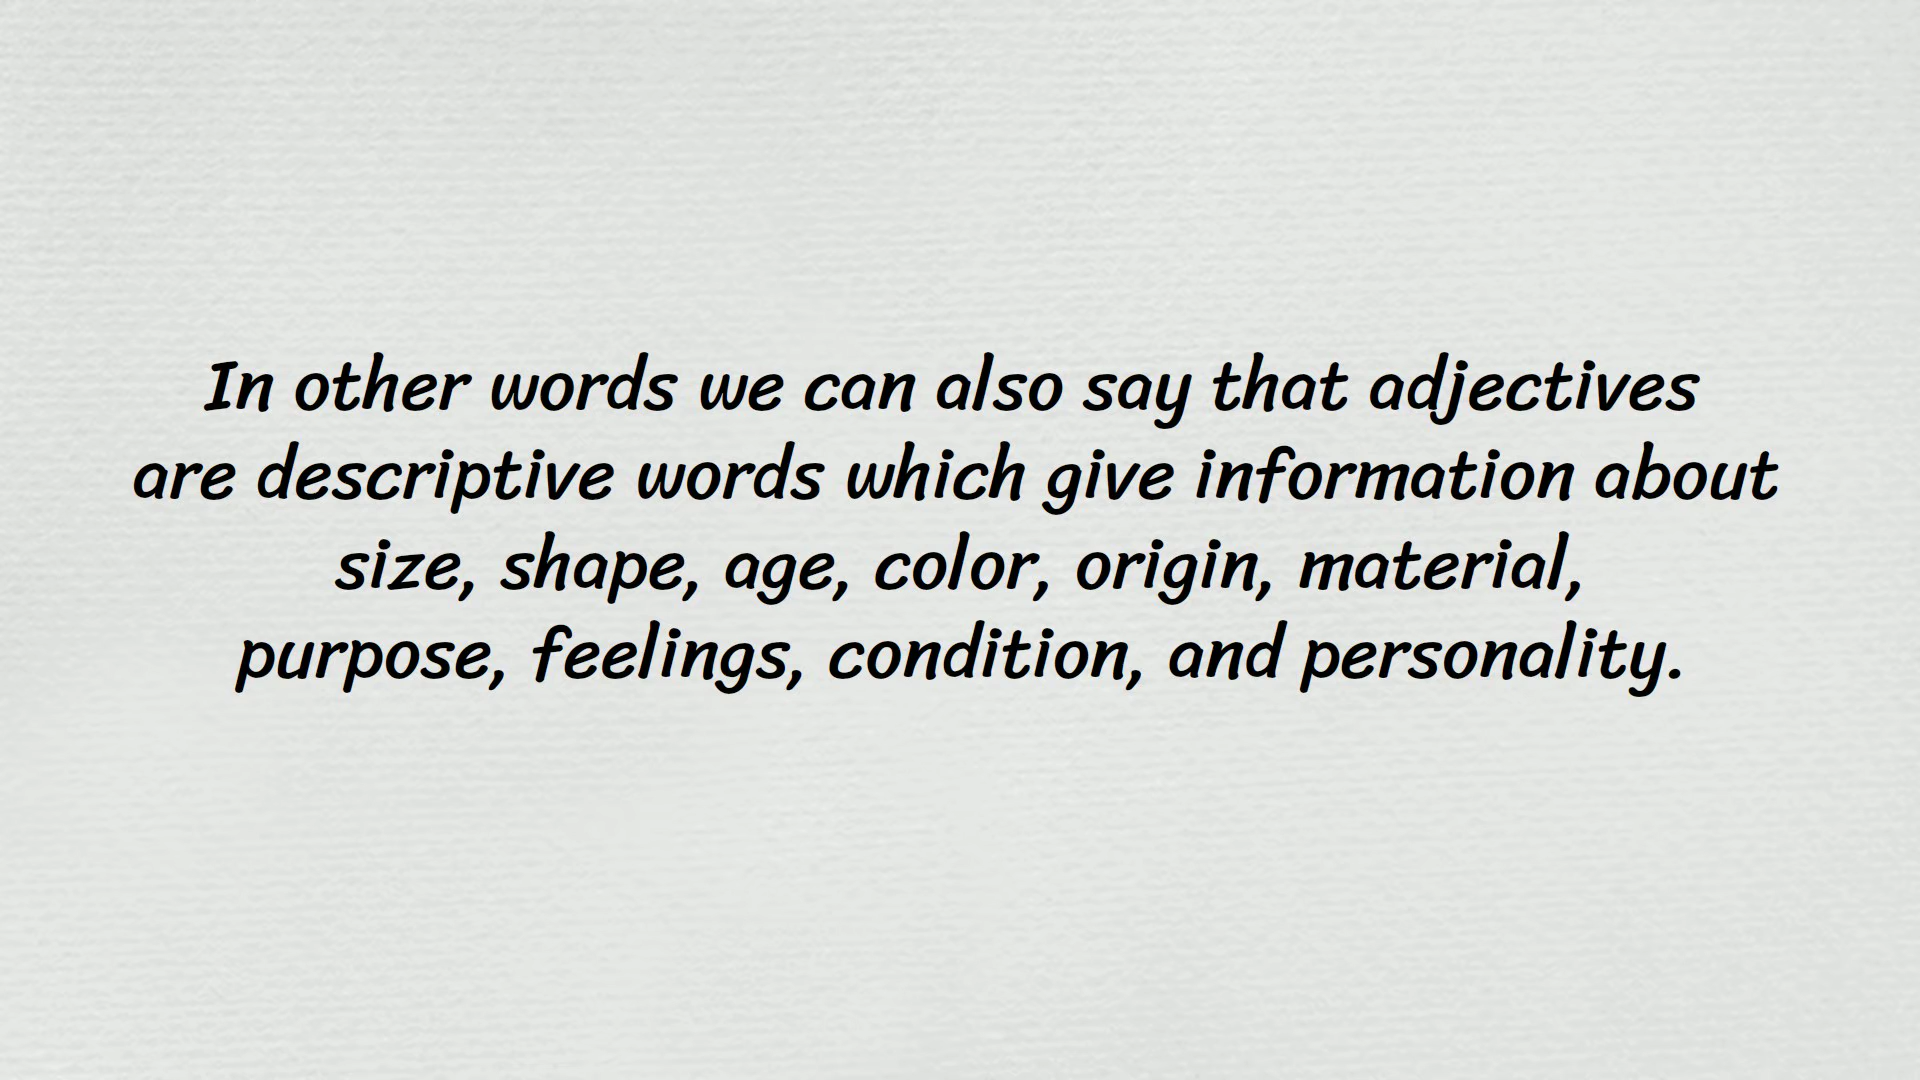 In other words we can also say that adjectives
are descriptive words which give information about
size, shape, age, color, origin, material,
purpose, feelings, condition, and personality.